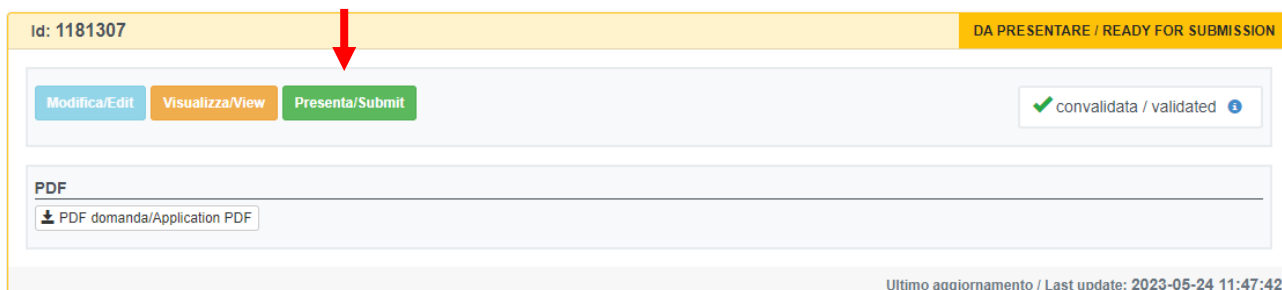 Id: 1181307
DA PRESENTARE / READY FOR SUBMISSION
Modifica/Edit
Visualizza/View
Presenta/Submit
convalidata / validated
PDF
PDF domanda/Application PDF
Ultimo aggiornamento / Last update: 2023-05-24 11:47:42